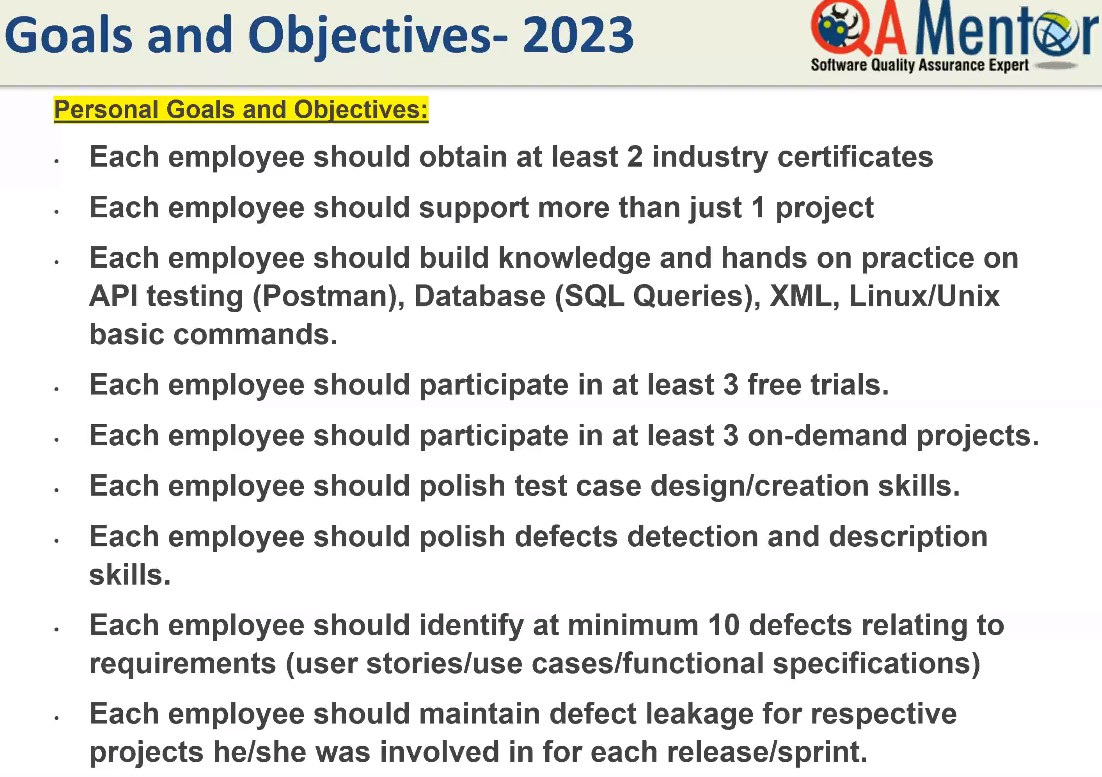 Goals and Objectives- 2023
QA Mentor
Software Quality Assurance Expert
Personal Goals and Objectives:
• Each employee should obtain at least 2 industry certificates
• Each employee should support more than just 1 project
• Each employee should build knowledge and hands on practice on
API testing (Postman), Database (SQL Queries), XML, Linux/Unix
basic commands.
• Each employee should participate in at least 3 free trials.
• Each employee should participate in at least 3 on-demand projects.
• Each employee should polish test case design/creation skills.
• Each employee should polish defects detection and description
skills.
• Each employee should identify at minimum 10 defects relating to
requirements (user stories/use cases/functional specifications)
• Each employee should maintain defect leakage for respective
projects he/she was involved in for each release/sprint.